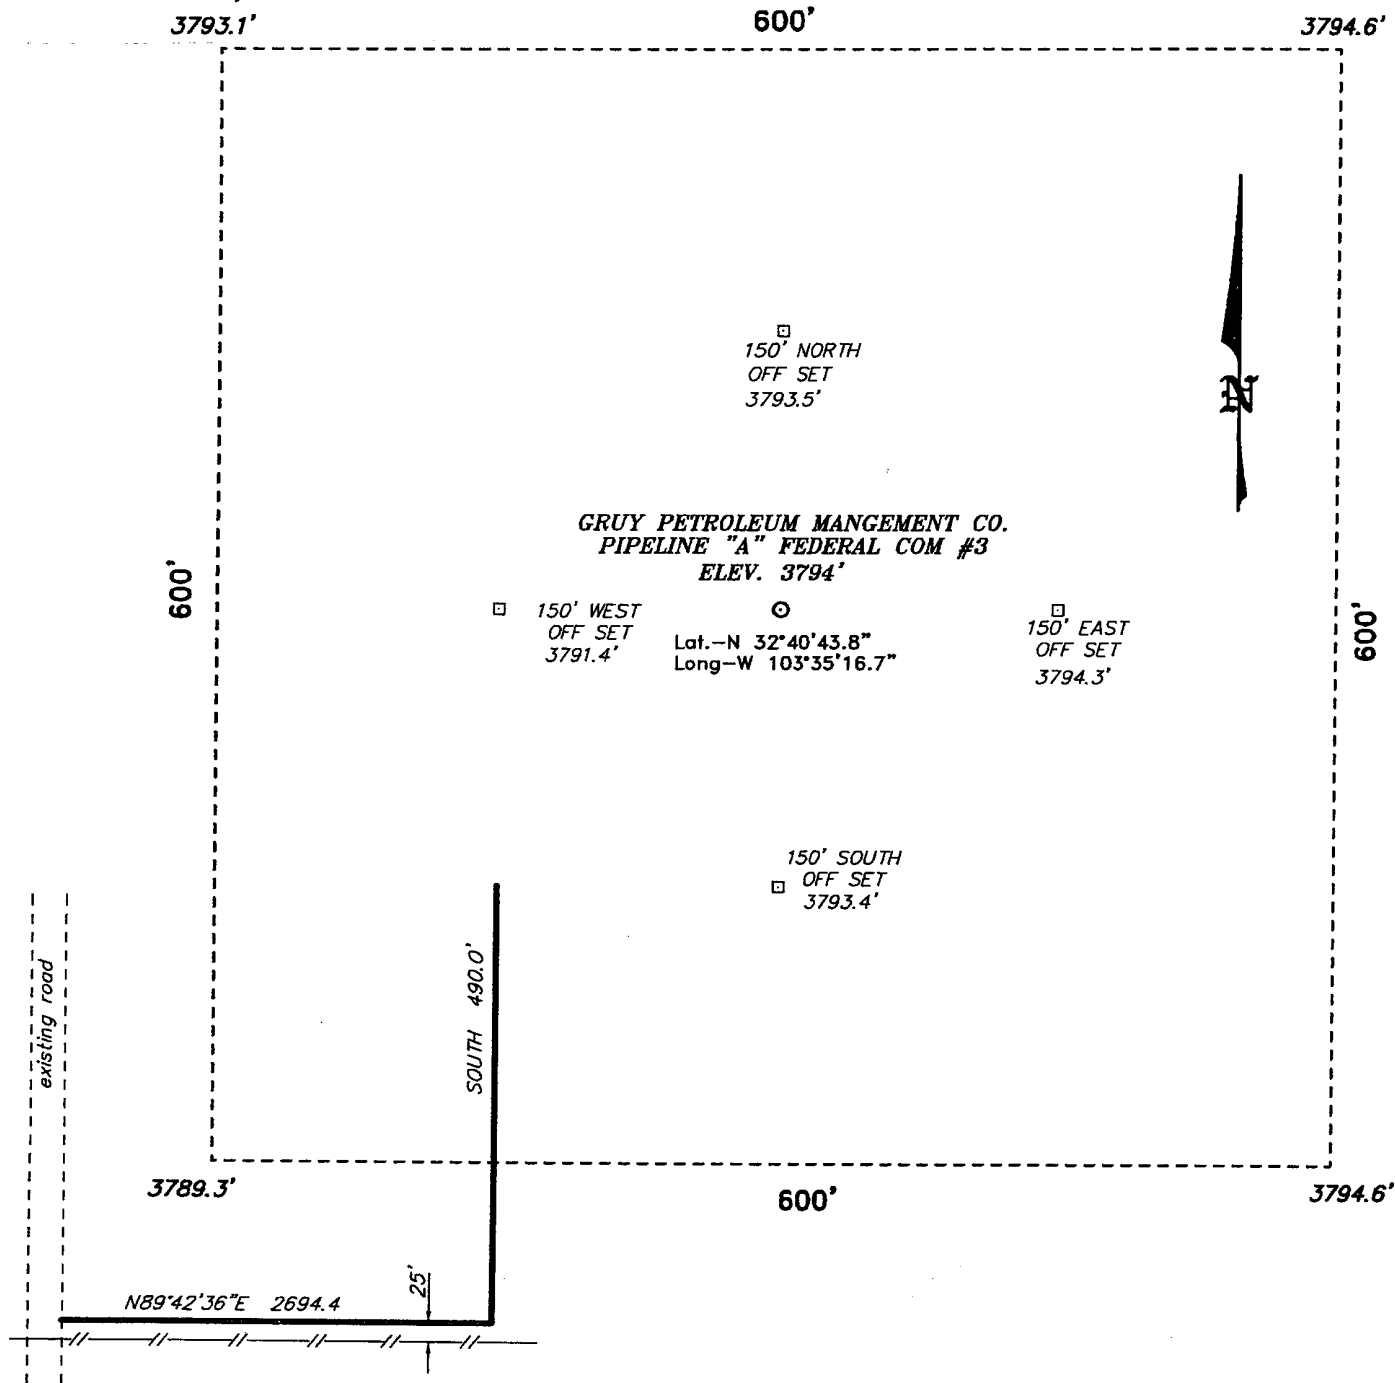 3793.1'
600'
3794.6'
150' NORTH
OFF SET
3793.5'
N
GRUY PETROLEUM MANGEMENT CO.
PIPELINE "A" FEDERAL COM #3
ELEV. 3794'
600'
150' WEST
OFF SET
3791.4'
Lat.-N 32°40'43.8"
Long-W 103°35'16.7"
150' EAST
OFF SET
3794.3'
600'
150' SOUTH
OFF SET
3793.4'
existing road
SOUTH 490.0'
3789.3'
600'
3794.6'
N89°42'36"E 2694.4
25'